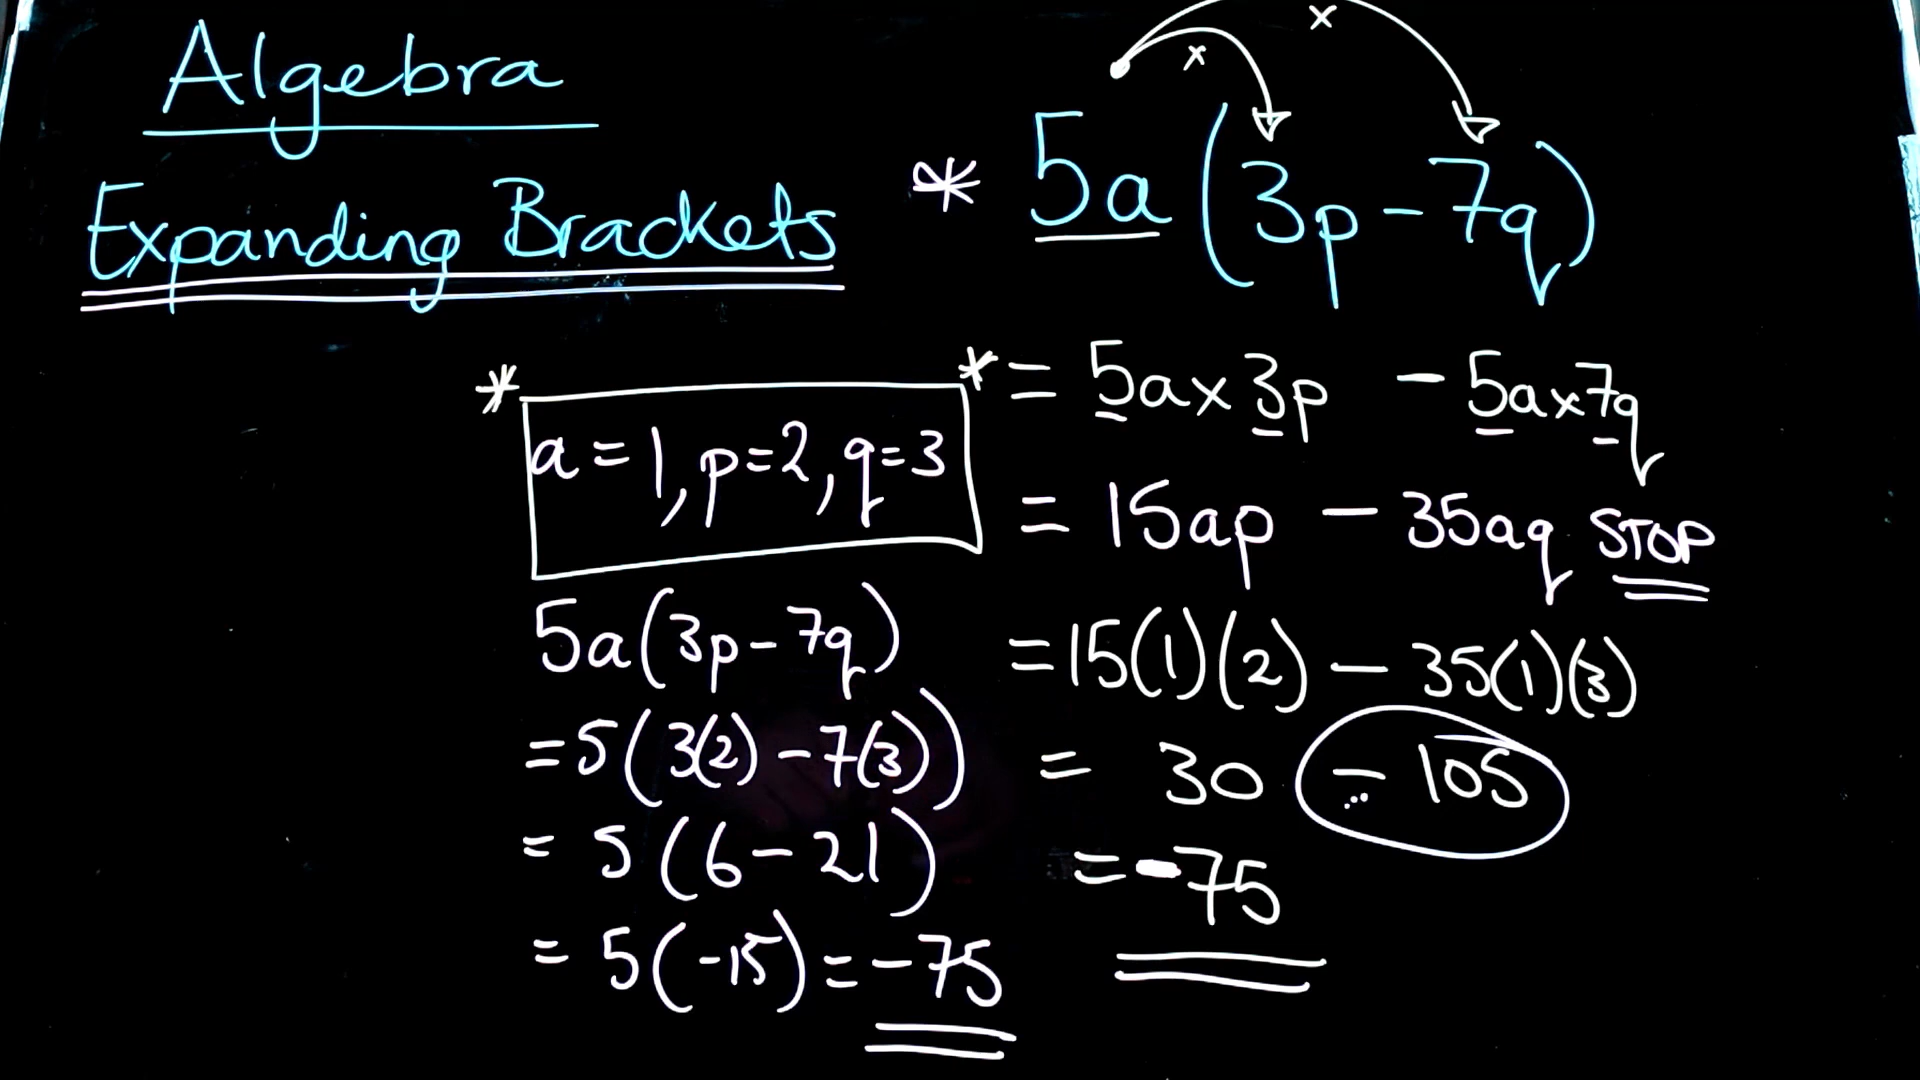 Algebra
Expanding Brackets
x x
* 5a(3p-7q)
= 5ax3p - 5ax7q
= 15ap - 35aq STOP
=15(1)(2) - 35(1)(3)
= 30 - 105
= -75
* *
a=1, p=2, q=3
5a(3p-7q)
=5(3(2)-7(3))
= 5(6-21)
= 5(-15)=-75